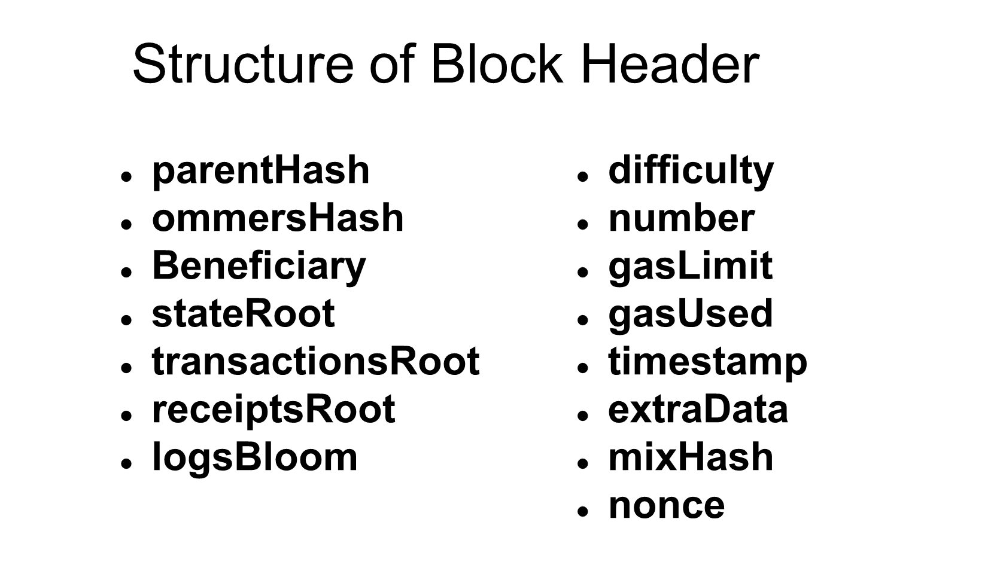 Structure of Block Header
● parentHash
● ommersHash
● Beneficiary
● stateRoot
● transactionsRoot
● receiptsRoot
● logsBloom
● difficulty
● number
● gasLimit
● gasUsed
● timestamp
● extraData
● mixHash
● nonce